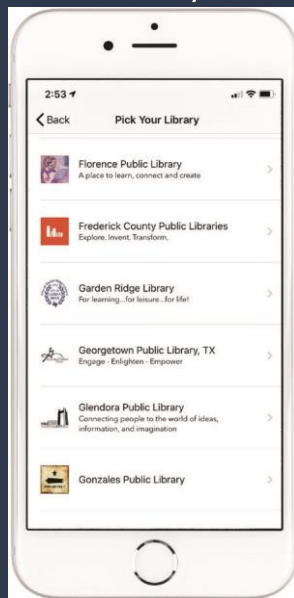 2:53
Back Pick Your Library
Florence Public Library
A place to learn, connect and create
Frederick County Public Libraries
Explore. Invent. Transform.
Garden Ridge Library
For learning...for leisure...for life!
Georgetown Public Library, TX
Engage - Enlighten - Empower
Glendora Public Library
Connecting people to the world of ideas,
information, and imagination
Gonzales Public Library